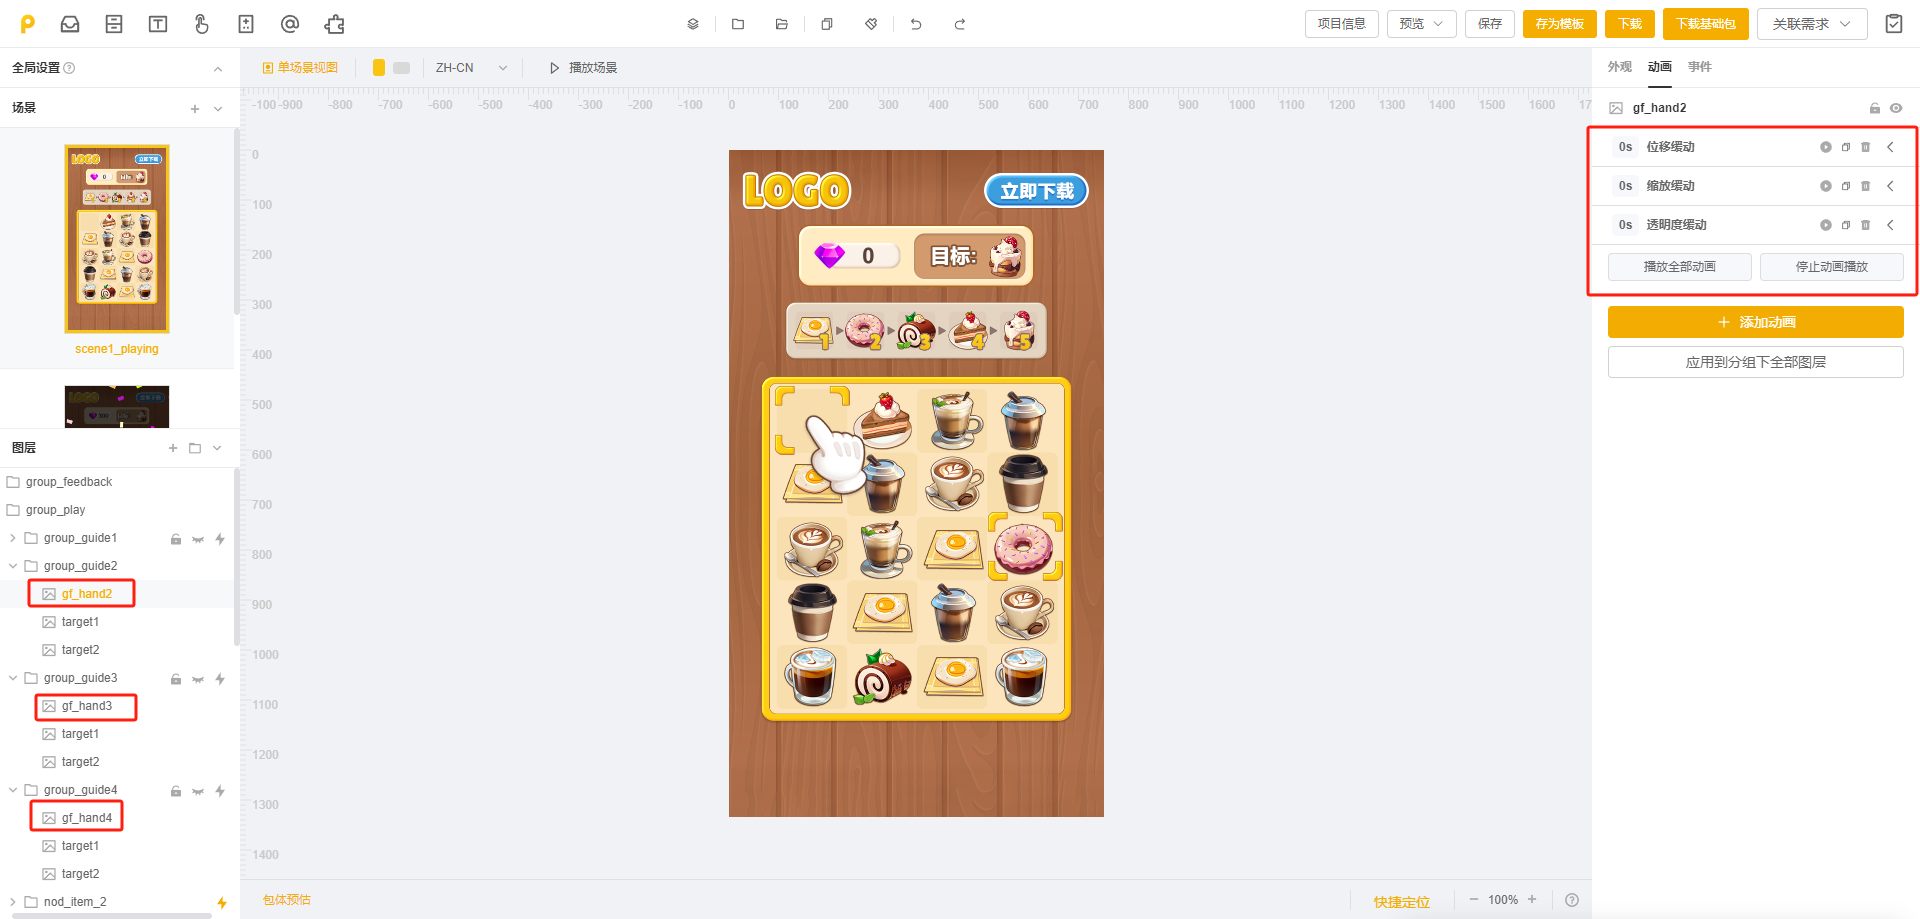 项目信息
预览
保存
存为模板
下载
下载基础包
关联需求
全局设置
单场景视图
ZH-CN
播放场景
外观
动画
事件
场景
-100 -900 -800 -700 -600 -500 -400 -300 -200 -100 0 100 200 300 400 500 600 700 800 900 1000 1100 1200 1300 1400 1500 1600 17
gf_hand2
0s 位移缓动
0s 缩放缓动
0s 透明度缓动
播放全部动画
停止动画播放
添加动画
应用到分组下全部图层
LOGO
立即下载
0
目标:
scene1_playing
LOGO
图层
group_feedback
group_play
group_guide1
group_guide2
gf_hand2
target1
target2
group_guide3
gf_hand3
target1
target2
group_guide4
gf_hand4
target1
target2
nod_item_2
0
100
200
300
400
500
600
700
800
900
1000
1100
1200
1300
1400
LOGO
立即下载
0
目标:
1
2
3
4
5
包体预估
快捷定位
100%